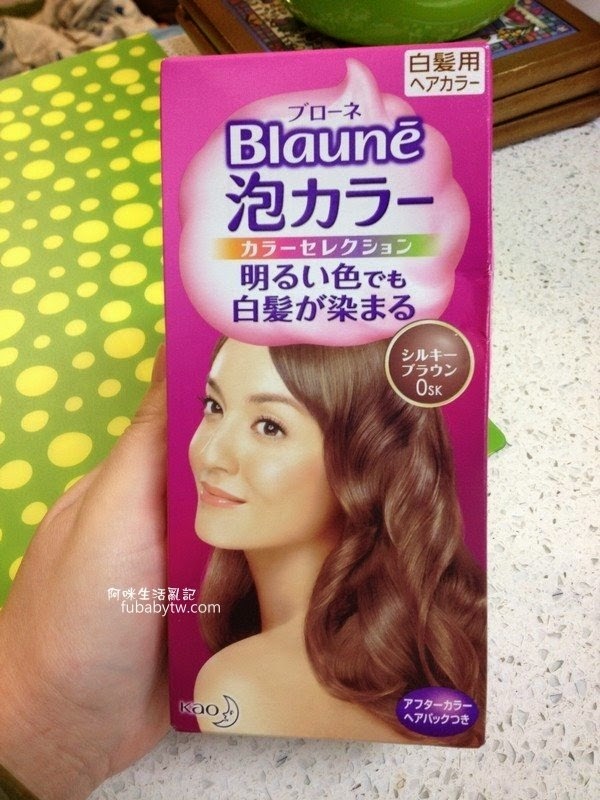 白髪用
ヘアカラー
ブローネ
Blauné
泡カラー
カラーセレクション
明るい色でも
白髪が染まる
シルキー
ブラウン
0SK
阿咪生活亂記
fubabytw.com
Kao
アフターカラー
ヘアパックつき